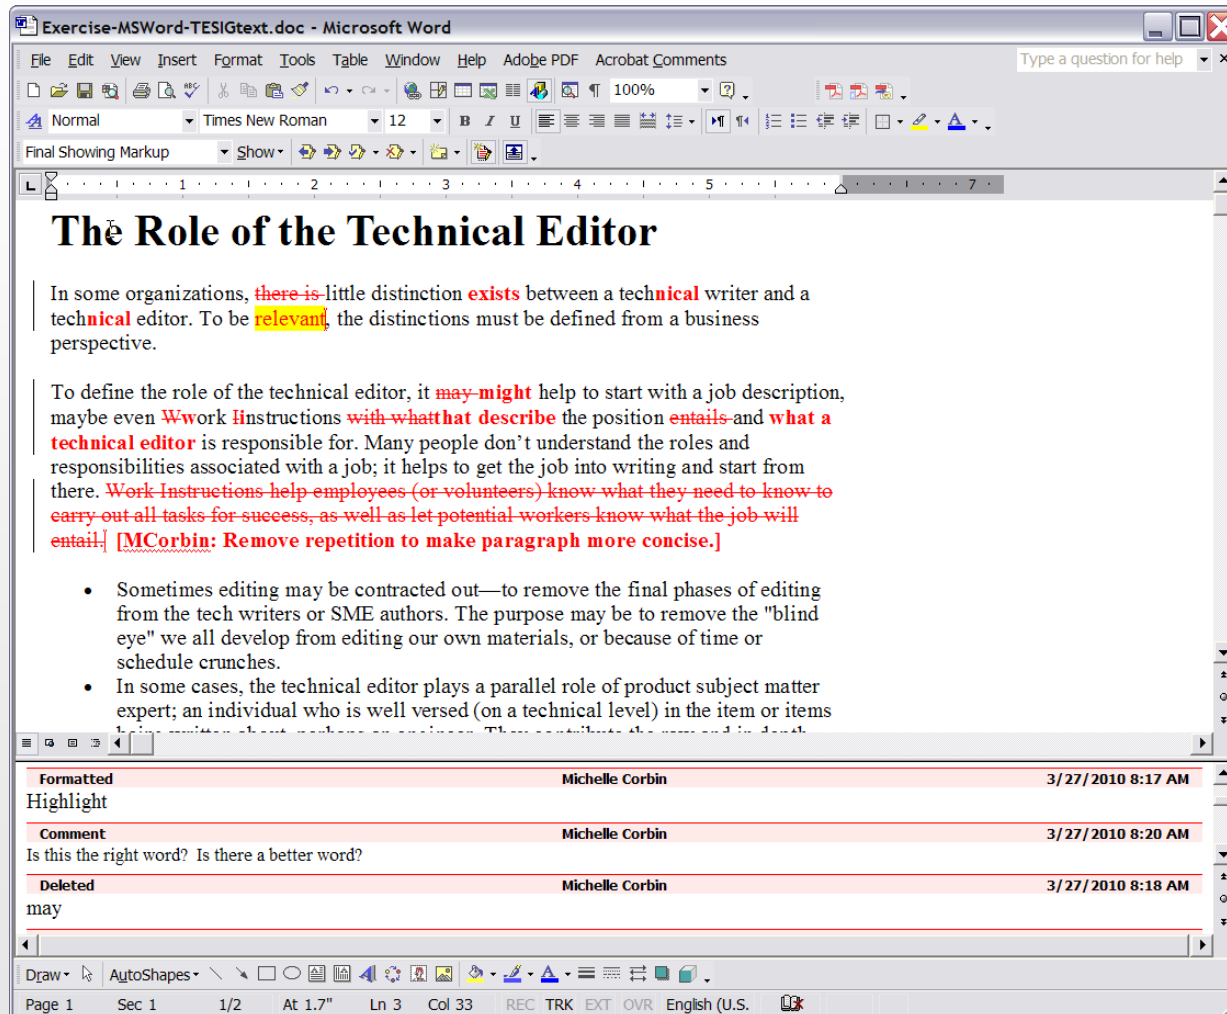 Exercise-MSWord-TESIGtext.doc - Microsoft Word
File Edit View Insert Format Tools Table Window Help Adobe PDF Acrobat Comments Type a question for help
100%
Normal Times New Roman 12 B I U
Final Showing Markup Show
1 2 3 4 5 7
The Role of the Technical Editor
In some organizations, there is little distinction exists between a technical writer and a
technical editor. To be relevant, the distinctions must be defined from a business
perspective.
To define the role of the technical editor, it may might help to start with a job description,
maybe even Wwork Iinstructions with whatthat describe the position entails and what a
technical editor is responsible for. Many people don't understand the roles and
responsibilities associated with a job; it helps to get the job into writing and start from
there. Work Instructions help employees (or volunteers) know what they need to know to
carry out all tasks for success, as well as let potential workers know what the job will
entail. [MCorbin: Remove repetition to make paragraph more concise.]
• Sometimes editing may be contracted out—to remove the final phases of editing
from the tech writers or SME authors. The purpose may be to remove the "blind
eye" we all develop from editing our own materials, or because of time or
schedule crunches.
• In some cases, the technical editor plays a parallel role of product subject matter
expert; an individual who is well versed (on a technical level) in the item or items
Formatted Michelle Corbin 3/27/2010 8:17 AM
Highlight
Comment Michelle Corbin 3/27/2010 8:20 AM
Is this the right word? Is there a better word?
Deleted Michelle Corbin 3/27/2010 8:18 AM
may
Draw AutoShapes
Page 1 Sec 1 1/2 At 1.7" Ln 3 Col 33 REC TRK EXT OVR English (U.S.